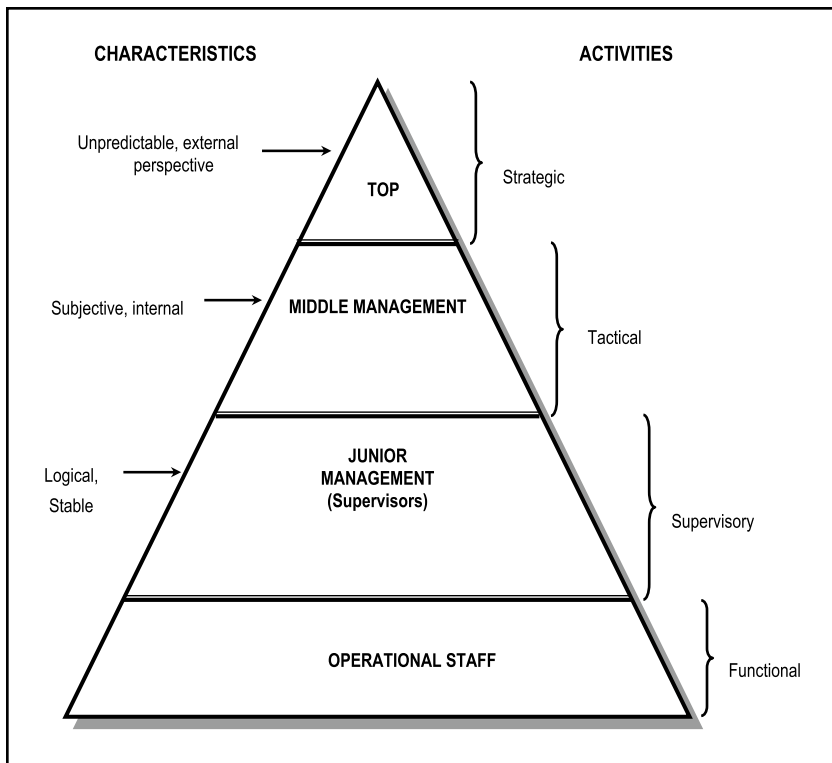 CHARACTERISTICS
ACTIVITIES
Unpredictable, external
perspective
TOP
Strategic
Subjective, internal
MIDDLE MANAGEMENT
Tactical
Logical,
Stable
JUNIOR
MANAGEMENT
(Supervisors)
Supervisory
OPERATIONAL STAFF
Functional